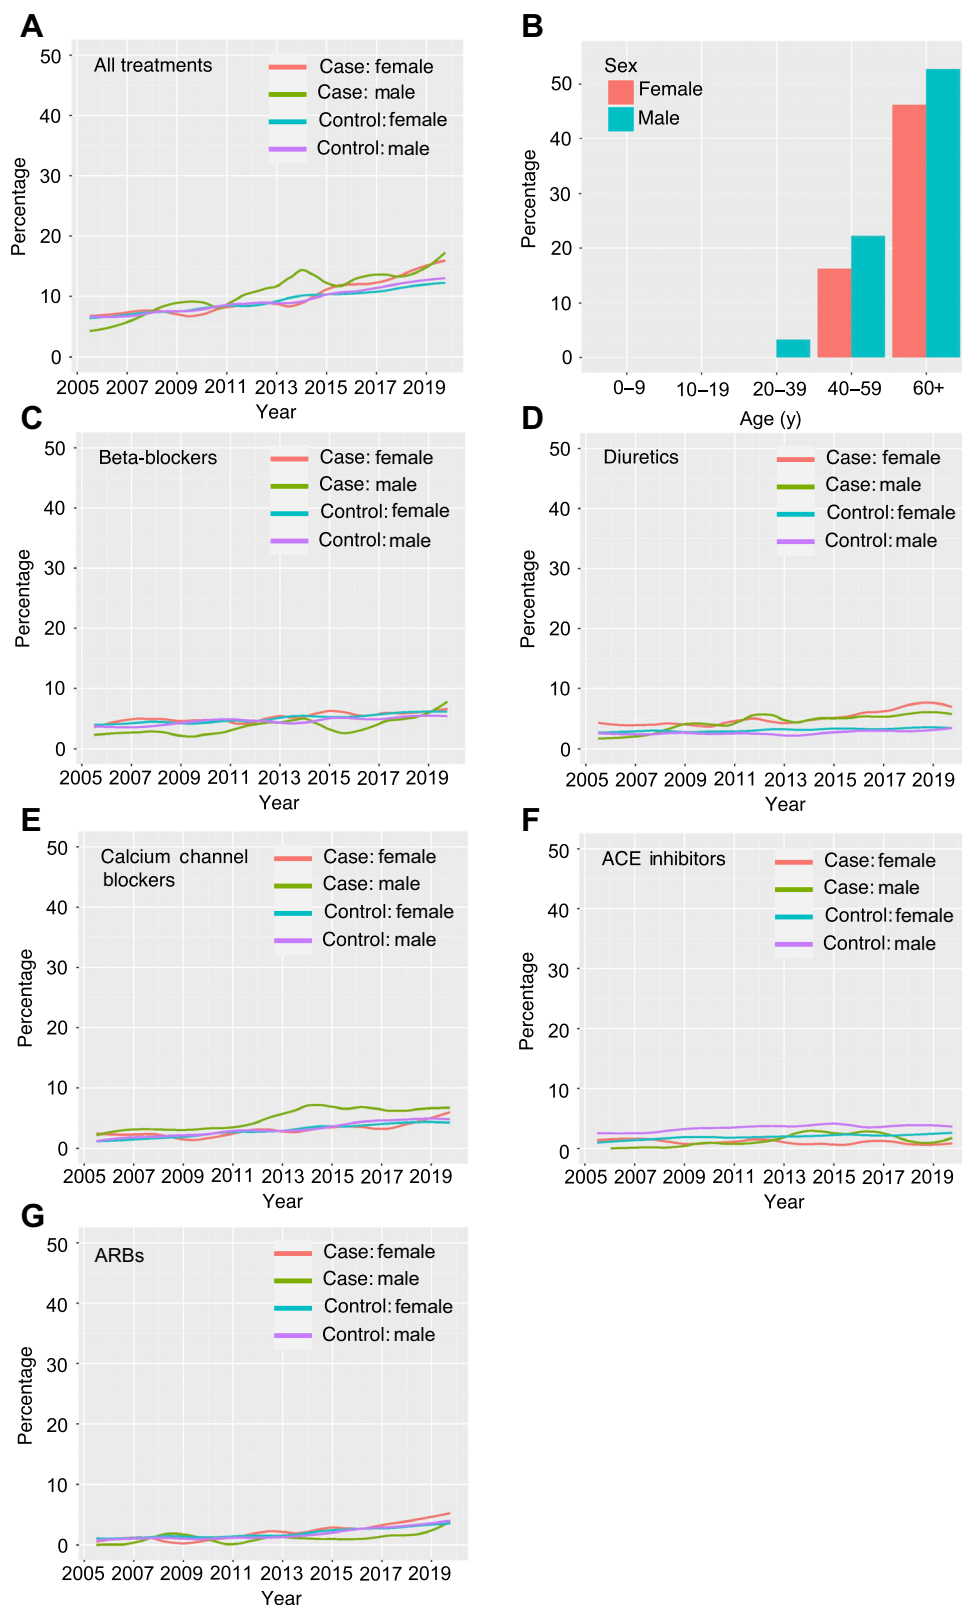 A
All treatments
Case: female
Case: male
Control: female
Control: male
Percentage
50
40
30
20
10
0
2005 2007 2009 2011 2013 2015 2017 2019
Year
B
Sex
Female
Male
Percentage
50
40
30
20
10
0
0–9 10–19 20–39 40–59 60+
Age (y)
C
Beta-blockers
Case: female
Case: male
Control: female
Control: male
Percentage
50
40
30
20
10
0
2005 2007 2009 2011 2013 2015 2017 2019
Year
D
Diuretics
Case: female
Case: male
Control: female
Control: male
Percentage
50
40
30
20
10
0
2005 2007 2009 2011 2013 2015 2017 2019
Year
E
Calcium channel
blockers
Case: female
Case: male
Control: female
Control: male
Percentage
50
40
30
20
10
0
2005 2007 2009 2011 2013 2015 2017 2019
Year
F
ACE inhibitors
Case: female
Case: male
Control: female
Control: male
Percentage
50
40
30
20
10
0
2005 2007 2009 2011 2013 2015 2017 2019
Year
G
ARBs
Case: female
Case: male
Control: female
Control: male
Percentage
50
40
30
20
10
0
2005 2007 2009 2011 2013 2015 2017 2019
Year